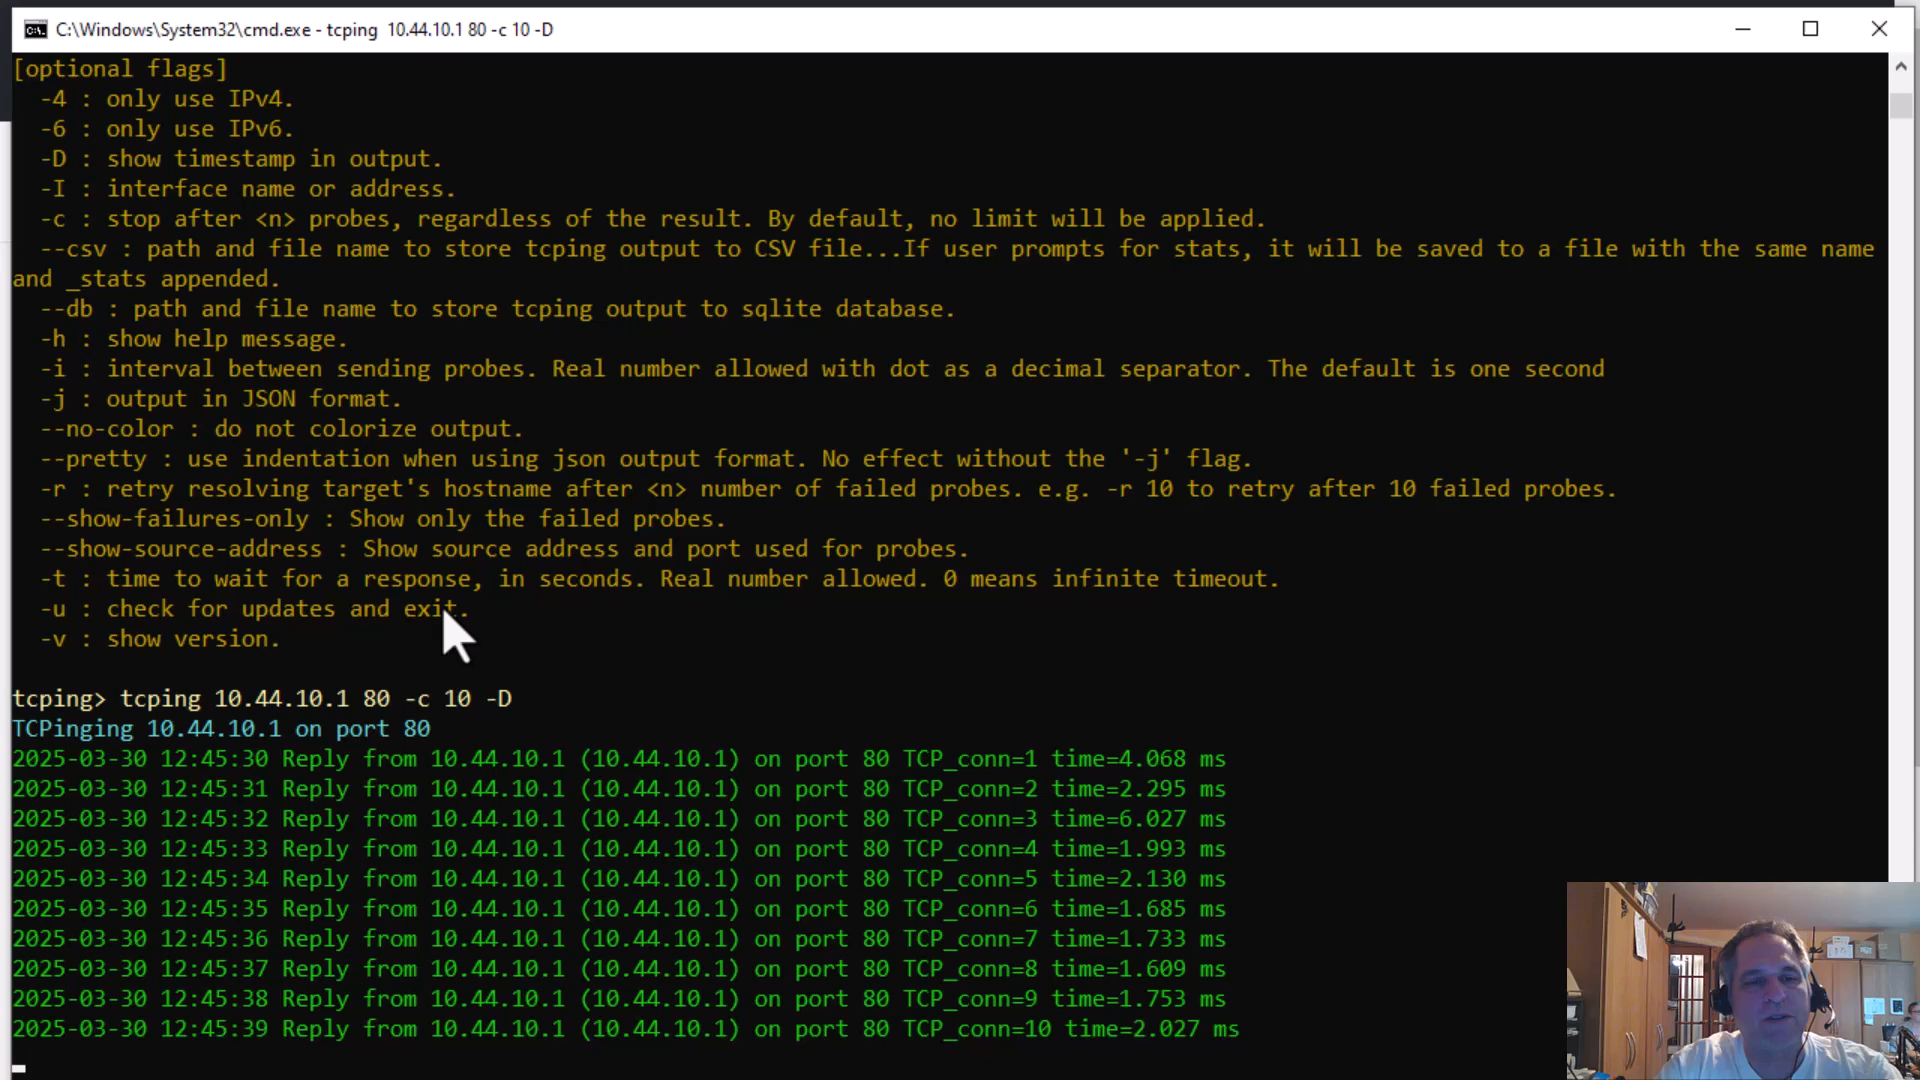 C:\Windows\System32\cmd.exe - tcping  10.44.10.1 80 -c 10 -D
[optional flags]
-4 : only use IPv4.
-6 : only use IPv6.
-D : show timestamp in output.
-I : interface name or address.
-c : stop after <n> probes, regardless of the result. By default, no limit will be applied.
--csv : path and file name to store tcping output to CSV file...If user prompts for stats, it will be saved to a file with the same name
and _stats appended.
--db : path and file name to store tcping output to sqlite database.
-h : show help message.
-i : interval between sending probes. Real number allowed with dot as a decimal separator. The default is one second
-j : output in JSON format.
--no-color : do not colorize output.
--pretty : use indentation when using json output format. No effect without the '-j' flag.
-r : retry resolving target's hostname after <n> number of failed probes. e.g. -r 10 to retry after 10 failed probes.
--show-failures-only : Show only the failed probes.
--show-source-address : Show source address and port used for probes.
-t : time to wait for a response, in seconds. Real number allowed. 0 means infinite timeout.
-u : check for updates and exit.
-v : show version.
tcping> tcping 10.44.10.1 80 -c 10 -D
TCPinging 10.44.10.1 on port 80
2025-03-30 12:45:30 Reply from 10.44.10.1 (10.44.10.1) on port 80 TCP_conn=1 time=4.068 ms
2025-03-30 12:45:31 Reply from 10.44.10.1 (10.44.10.1) on port 80 TCP_conn=2 time=2.295 ms
2025-03-30 12:45:32 Reply from 10.44.10.1 (10.44.10.1) on port 80 TCP_conn=3 time=6.027 ms
2025-03-30 12:45:33 Reply from 10.44.10.1 (10.44.10.1) on port 80 TCP_conn=4 time=1.993 ms
2025-03-30 12:45:34 Reply from 10.44.10.1 (10.44.10.1) on port 80 TCP_conn=5 time=2.130 ms
2025-03-30 12:45:35 Reply from 10.44.10.1 (10.44.10.1) on port 80 TCP_conn=6 time=1.685 ms
2025-03-30 12:45:36 Reply from 10.44.10.1 (10.44.10.1) on port 80 TCP_conn=7 time=1.733 ms
2025-03-30 12:45:37 Reply from 10.44.10.1 (10.44.10.1) on port 80 TCP_conn=8 time=1.609 ms
2025-03-30 12:45:38 Reply from 10.44.10.1 (10.44.10.1) on port 80 TCP_conn=9 time=1.753 ms
2025-03-30 12:45:39 Reply from 10.44.10.1 (10.44.10.1) on port 80 TCP_conn=10 time=2.027 ms